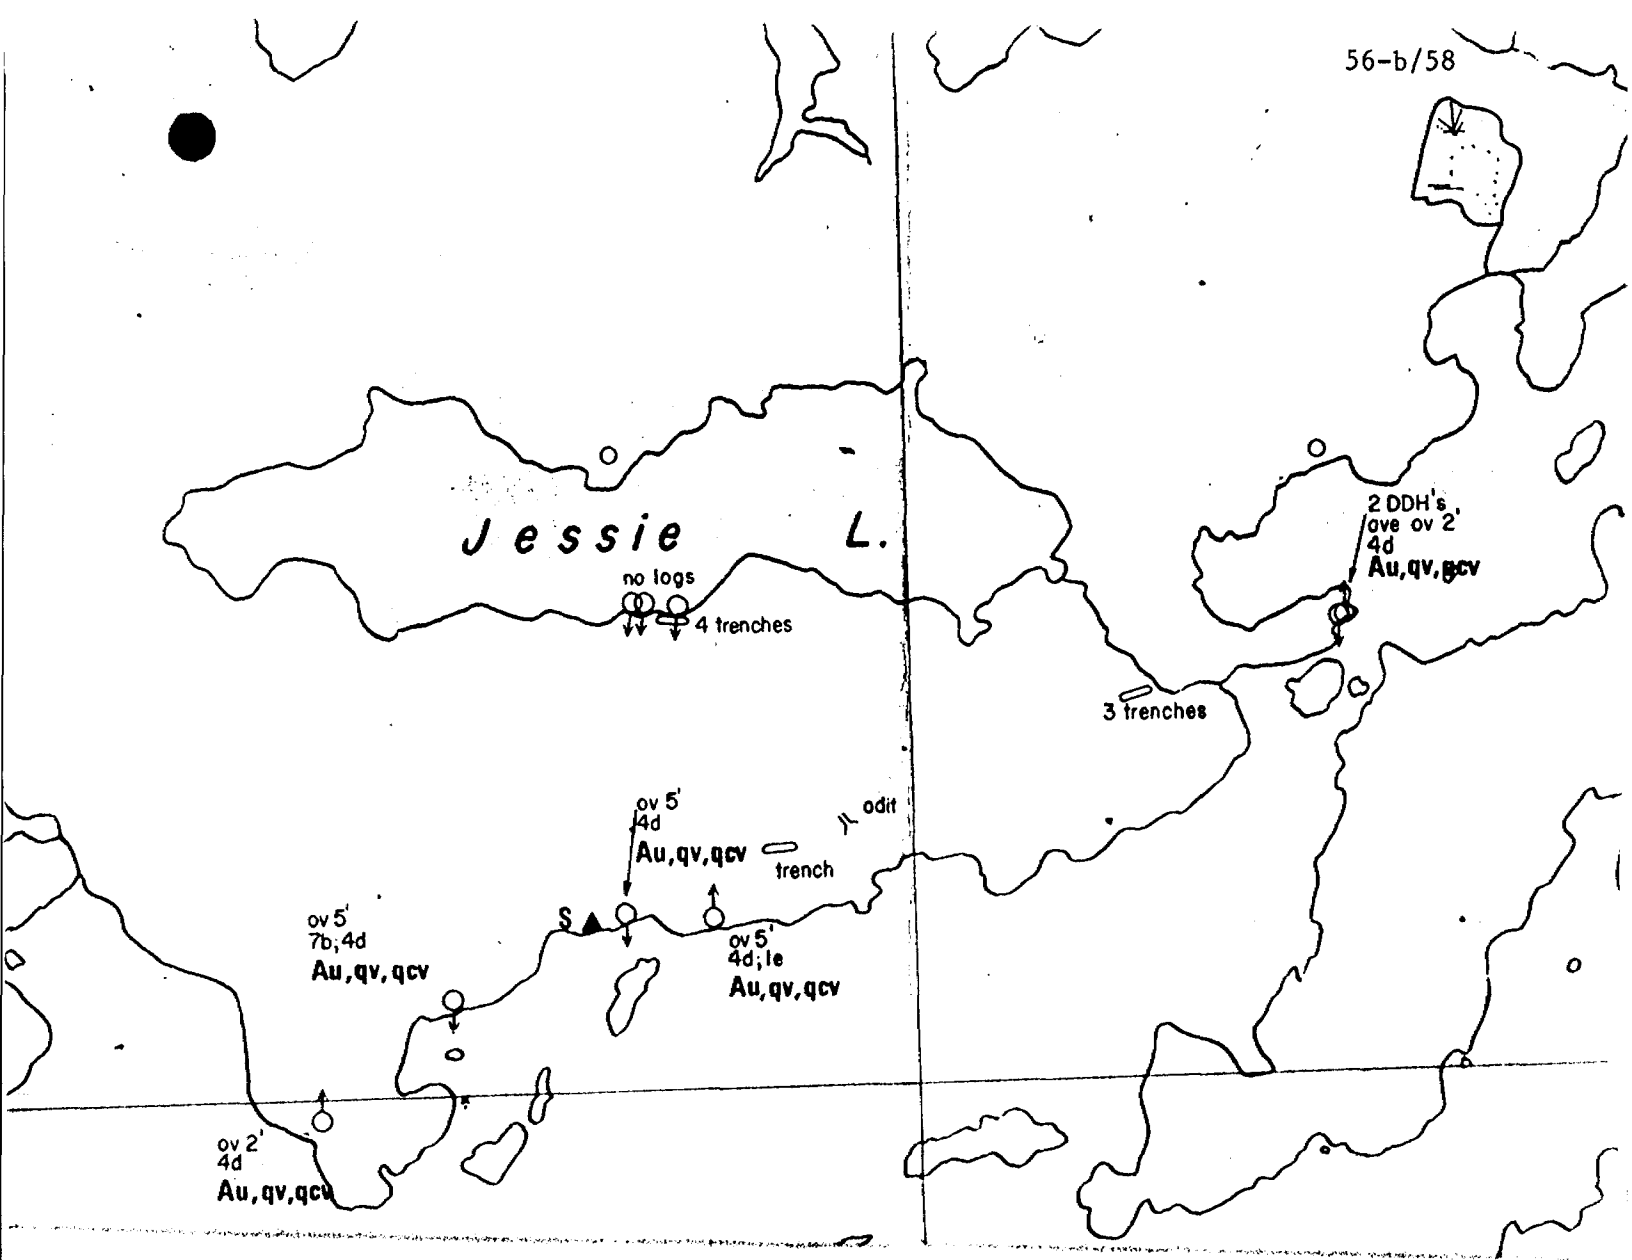 56-b/58
Jessie L.
no logs
4 trenches
2 DDH's
ave ov 2'
4d
Au,qv,qcv
3 trenches
ov 5'
4d
Au,qv,qcv
adit
trench
S
ov 5'
7b;4d
Au,qv,qcv
ov 5'
4d;1e
Au,qv,qcv
ov 2'
4d
Au,qv,qcv